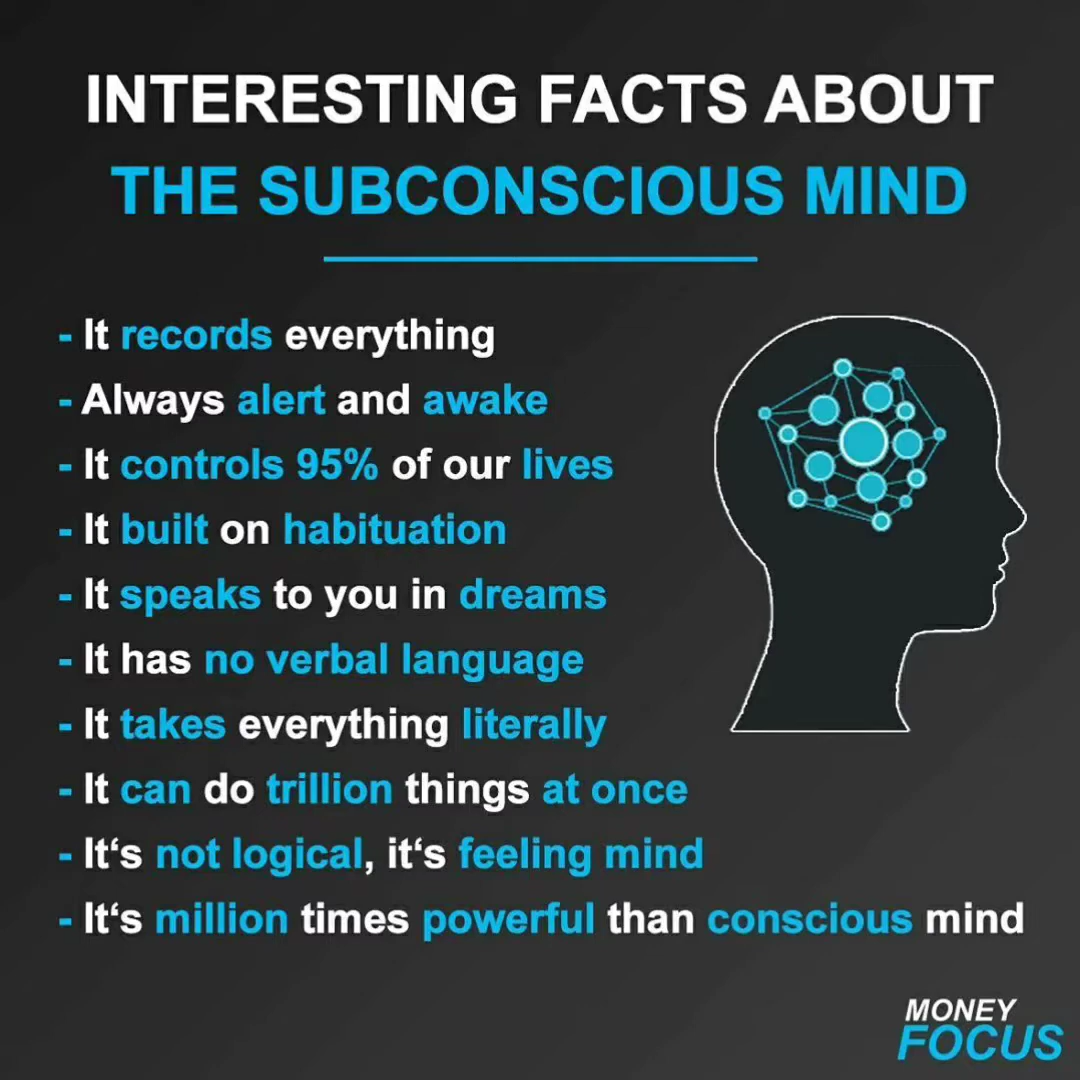 INTERESTING FACTS ABOUT
THE SUBCONSCIOUS MIND
- It records everything
- Always alert and awake
- It controls 95% of our lives
- It built on habituation
- It speaks to you in dreams
- It has no verbal language
- It takes everything literally
- It can do trillion things at once
- It‘s not logical, it‘s feeling mind
- It‘s million times powerful than conscious mind
MONEY
FOCUS